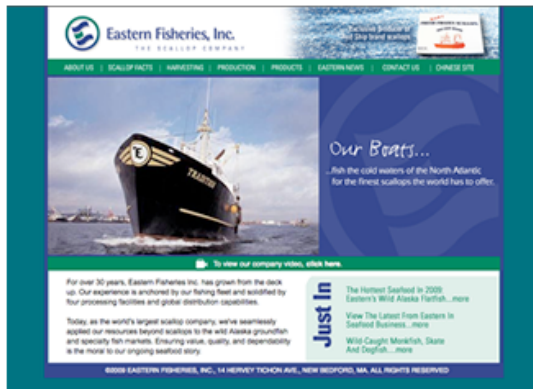 Eastern Fisheries, Inc.
THE SCALLOP COMPANY
Exclusive producer of
Red Ship brand scallops
ABOUT US | SCALLOP FACTS | HARVESTING | PRODUCTION | PRODUCTS | EASTERN NEWS | CONTACT US | CHINESE SITE
TRADITION
Our Boats...
...fish the cold waters of the North Atlantic
for the finest scallops the world has to offer.
To view our company video, click here.
For over 30 years, Eastern Fisheries Inc. has grown from the deck
up. Our experience is anchored by our fishing fleet and solidified by
four processing facilities and global distribution capabilities.
Today, as the world's largest scallop company, we've seamlessly
applied our resources beyond scallops to the wild Alaska groundfish
and specialty fish markets. Ensuring value, quality, and dependability
is the moral to our ongoing seafood story.
Just In
The Hottest Seafood In 2009
Eastern's Wild Alaska Flatfish...more
View The Latest From Eastern In
Seafood Business...more
Wild-Caught Monkfish, Skate
And Dogfish...more
©2009 EASTERN FISHERIES, INC., 14 HERVEY TICHON AVE., NEW BEDFORD, MA. ALL RIGHTS RESERVED